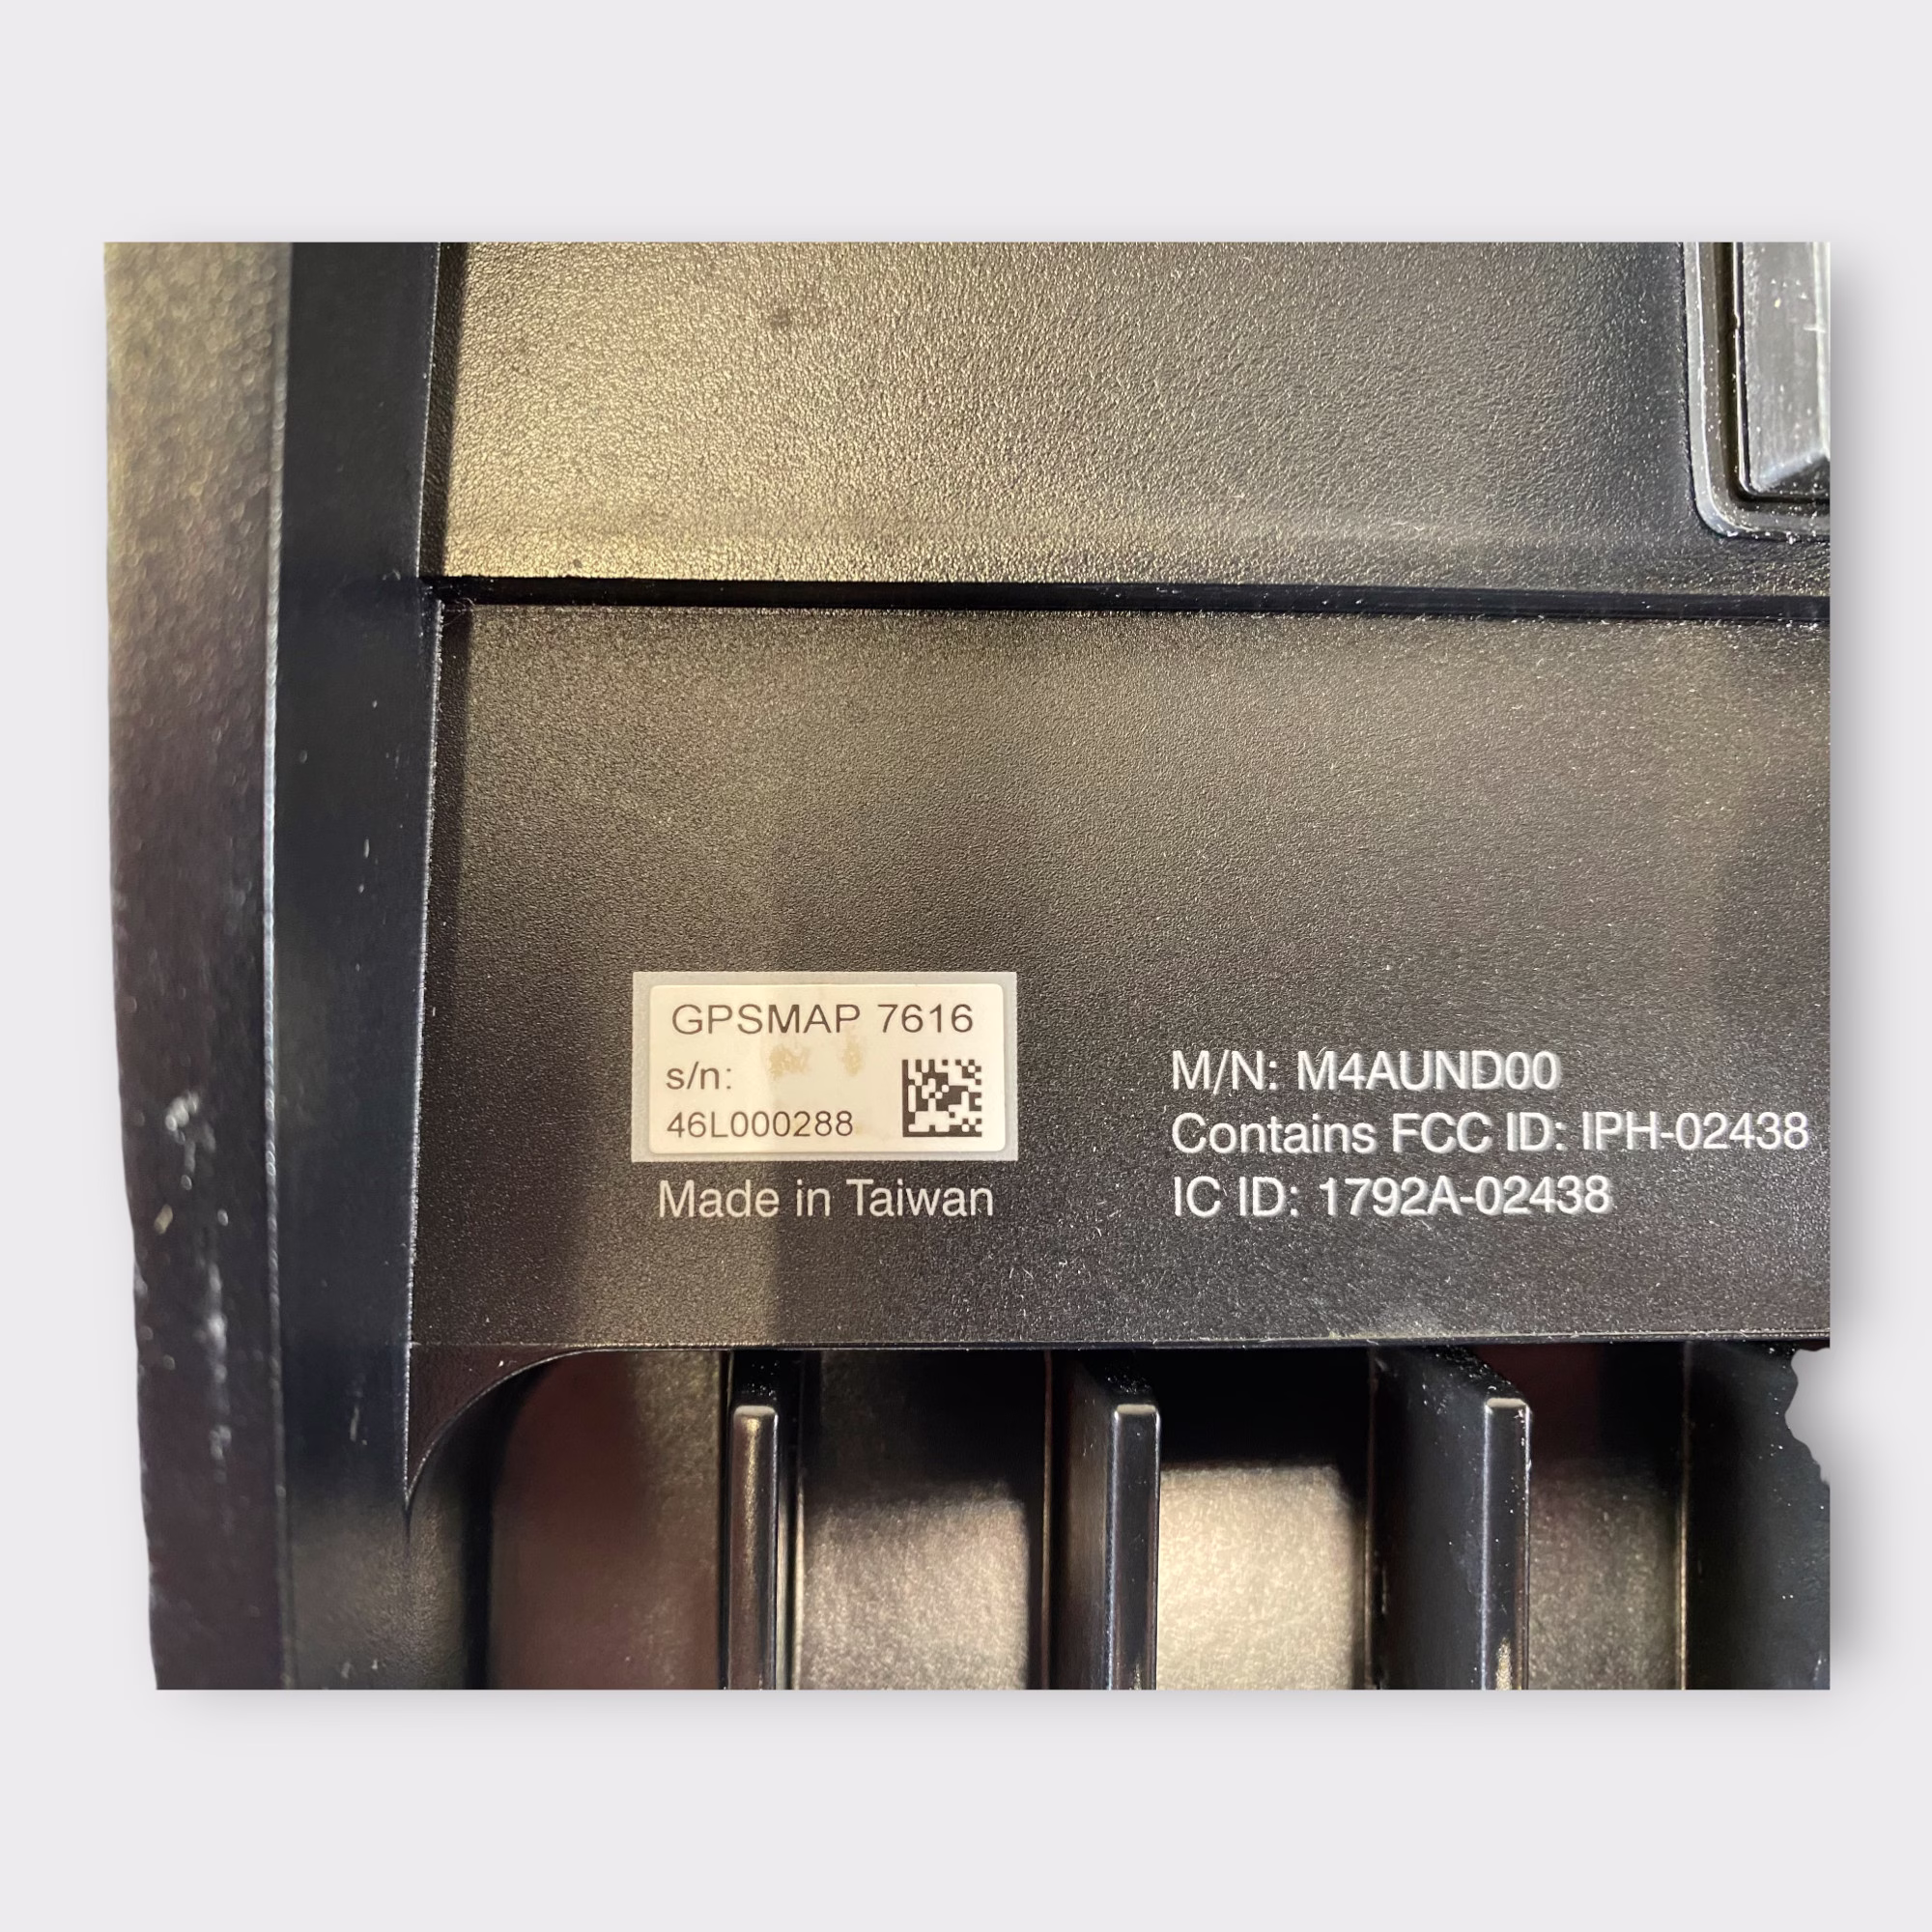 GPSMAP 7616
s/n:
46L000288
Made in Taiwan
M/N: M4AUND00
Contains FCC ID: IPH-02438
IC ID: 1792A-02438